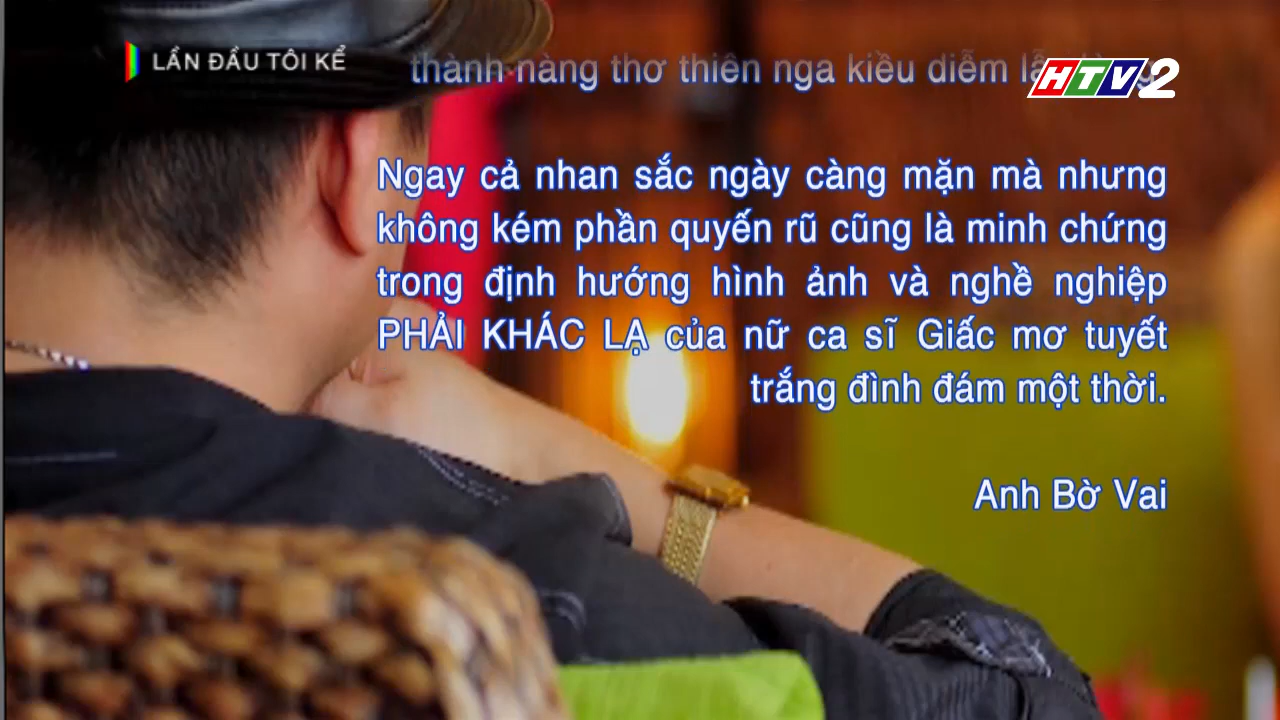 LẦN ĐẦU TÔI KỂ
HTV2
thành nàng thơ thiên nga kiều diễm
Ngay cả nhan sắc ngày càng mặn mà nhưng
không kém phần quyến rũ cũng là minh chứng
trong định hướng hình ảnh và nghề nghiệp
PHẢI KHÁC LẠ của nữ ca sĩ Giấc mơ tuyết
trắng đình đám một thời.
Anh Bờ Vai